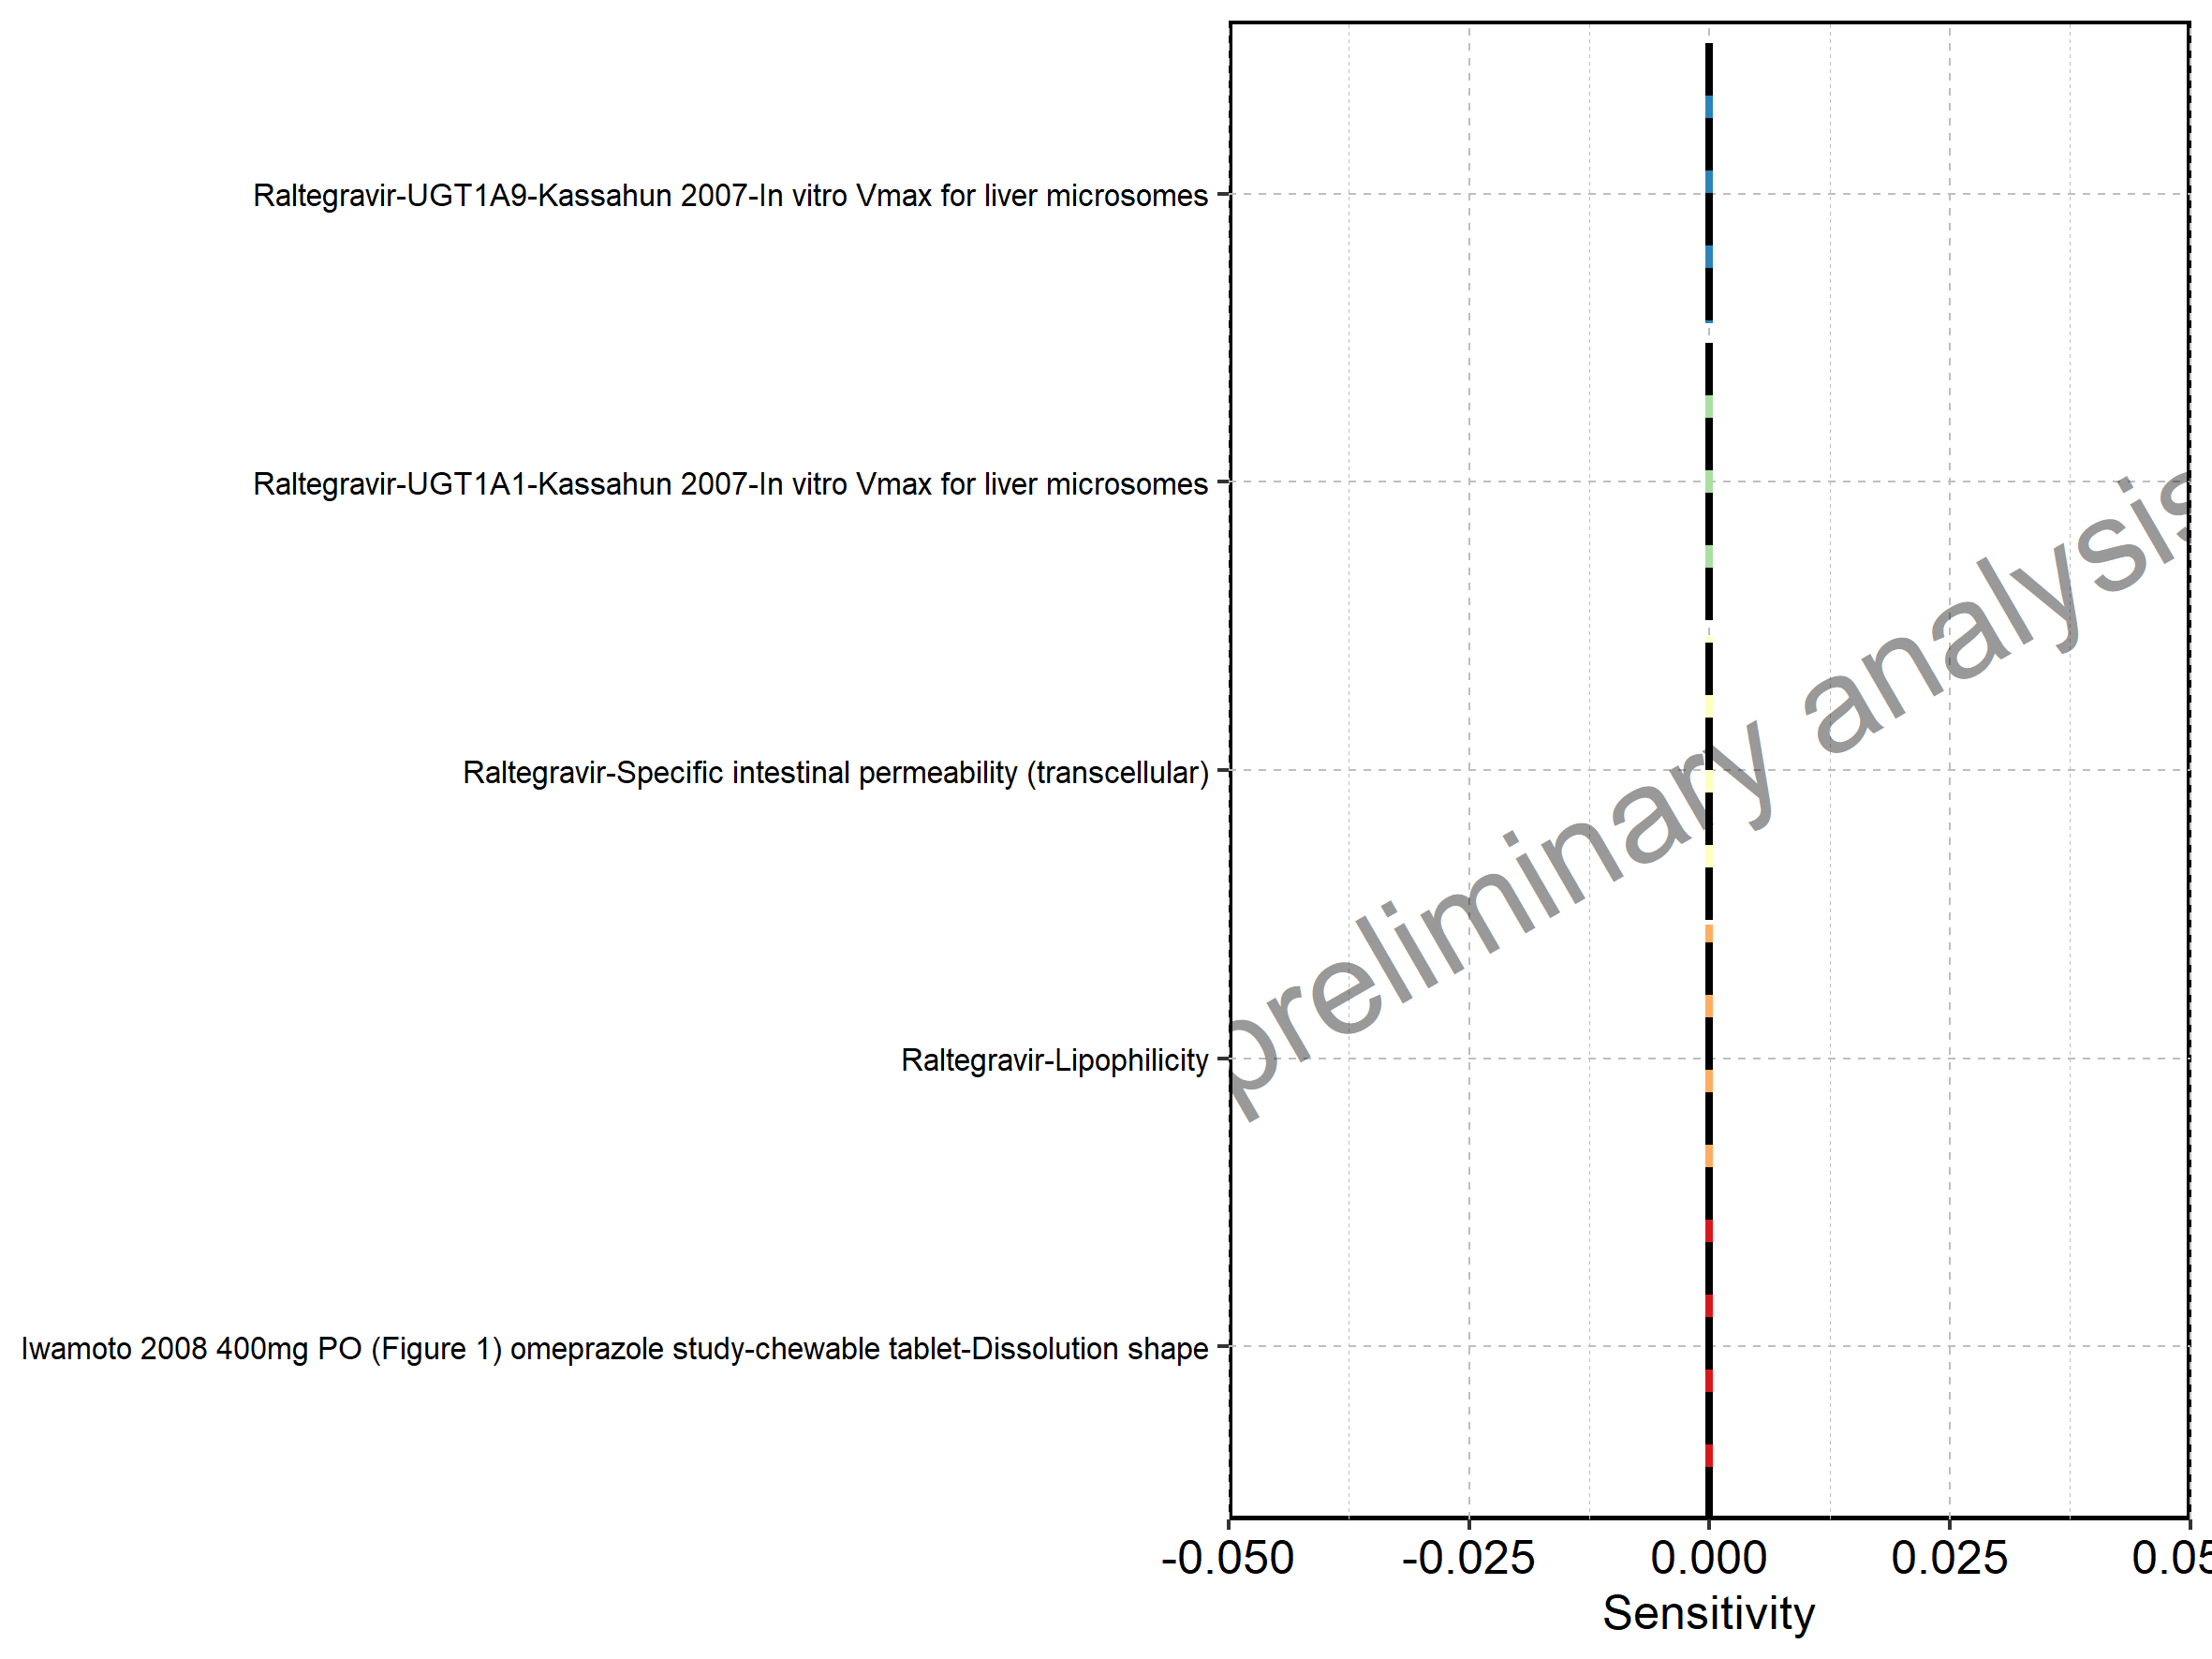 Raltegravir-UGT1A9-Kassahun 2007-In vitro Vmax for liver microsomes
Raltegravir-UGT1A1-Kassahun 2007-In vitro Vmax for liver microsomes
Raltegravir-Specific intestinal permeability (transcellular)
Raltegravir-Lipophilicity
Iwamoto 2008 400mg PO (Figure 1) omeprazole study-chewable tablet-Dissolution shape
preliminary analysis
-0.050 -0.025 0.000 0.025 0.05
Sensitivity